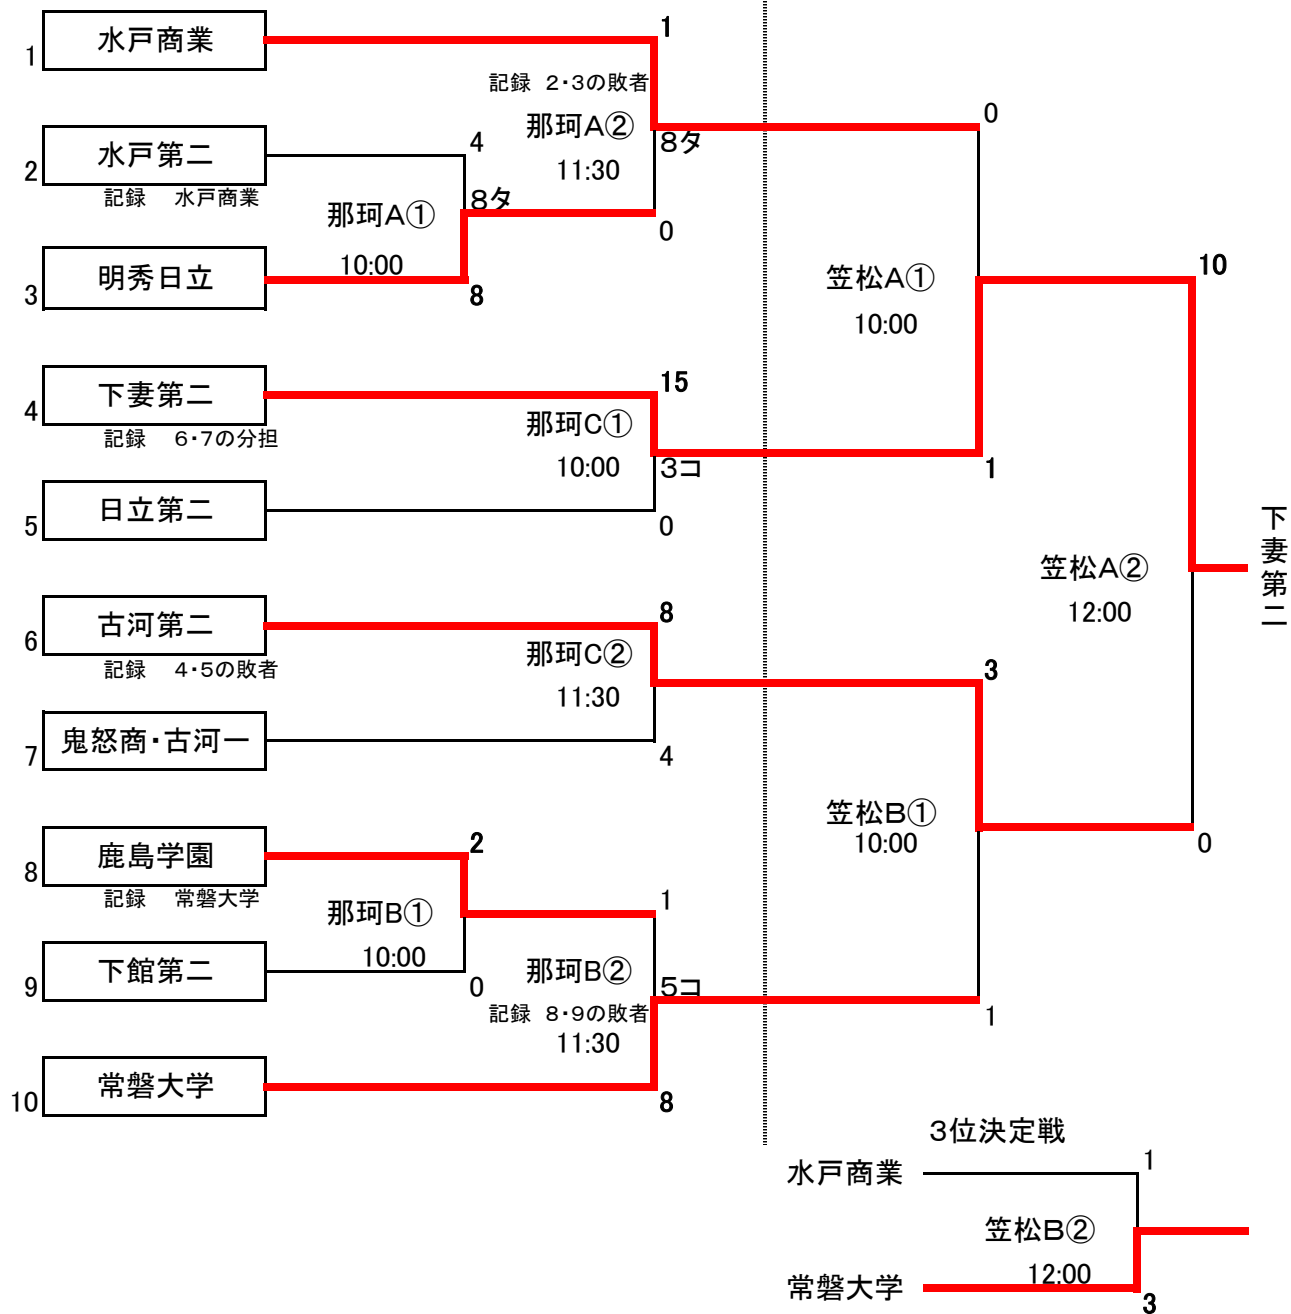 1
水戸商業
1
記録 2・3の敗者
那珂A②
8タ
11:30
0
2
水戸第二
記録 水戸商業
4
那珂A①
8タ
10:00
0
3
明秀日立
8
笠松A①
10:00
10
4
下妻第二
記録 6・7の分担
15
那珂C①
10:00
3コ
1
5
日立第二
0
下妻第二
笠松A②
12:00
6
古河第二
記録 4・5の敗者
8
那珂C②
11:30
3
7
鬼怒商・古河一
4
笠松B①
10:00
0
8
鹿島学園
記録 常磐大学
2
那珂B①
10:00
1
9
下館第二
0
那珂B②
5コ
記録 8・9の敗者
11:30
1
10
常磐大学
8
3位決定戦
水戸商業
1
笠松B②
12:00
常磐大学
3